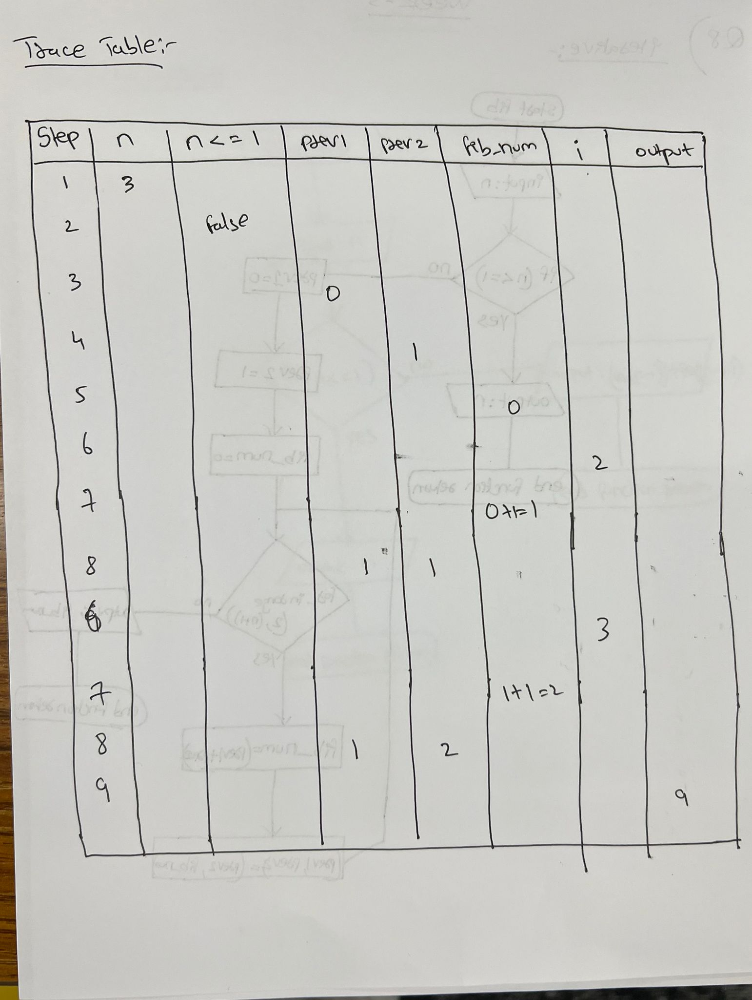 Trace Table:-
Step n n<=1 prev1 prev2 fib_num i output
1 3
2 false
3 0
4 1
5 0
6 2
7 0+1=1
8 1 1
6 3
7 1+1=2
8 1 2
9 9